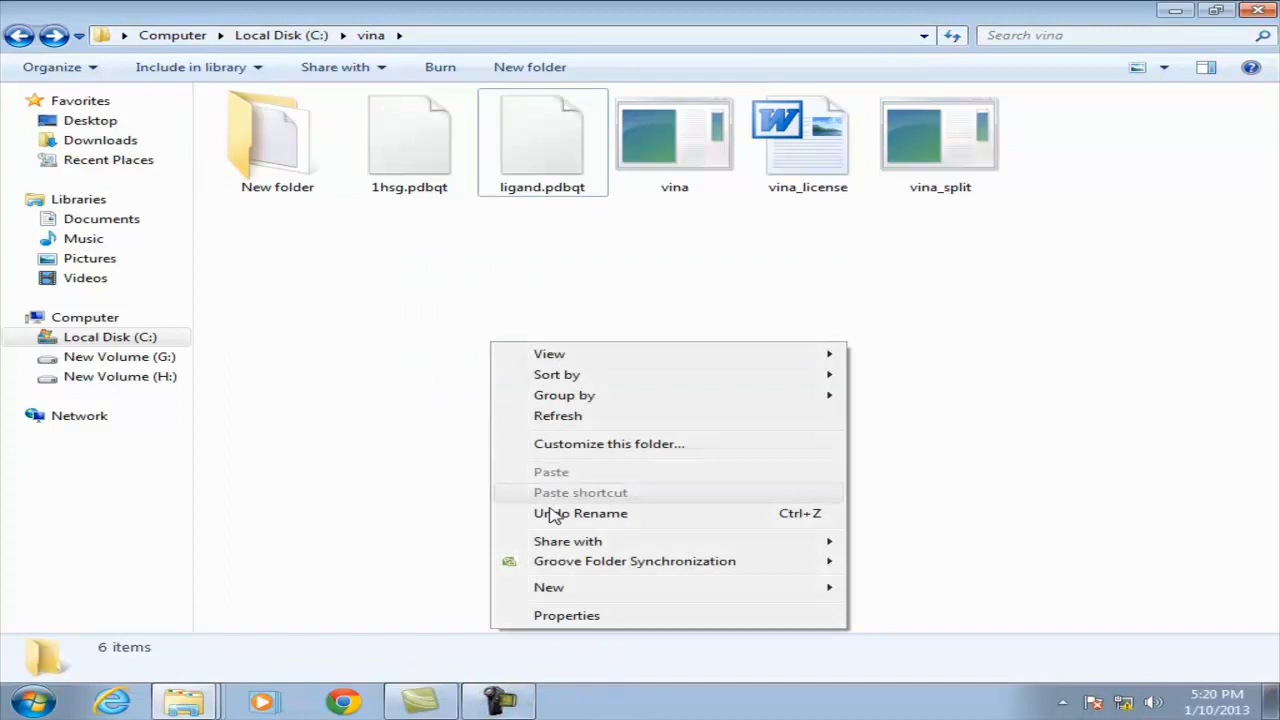 Computer Local Disk (C:) vina Search vina
Organize Include in library Share with Burn New folder
Favorites
Desktop
Downloads
Recent Places
Libraries
Documents
Music
Pictures
Videos
Computer
Local Disk (C:)
New Volume (G:)
New Volume (H:)
Network
New folder 1hsg.pdbqt ligand.pdbqt vina vina_license vina_split
View
Sort by
Group by
Refresh
Customize this folder...
Paste
Paste shortcut
Undo Rename Ctrl+Z
Share with
Groove Folder Synchronization
New
Properties
6 items
5:20 PM
1/10/2013